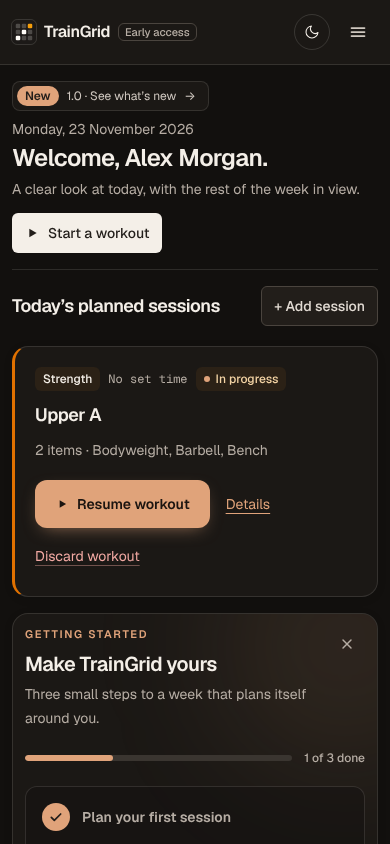 TrainGrid Early access
New 1.0 · See what's new →
Monday, 23 November 2026
Welcome, Alex Morgan.
A clear look at today, with the rest of the week in view.
Start a workout
Today's planned sessions
+ Add session
Strength No set time In progress
Upper A
2 items · Bodyweight, Barbell, Bench
Resume workout Details
Discard workout
GETTING STARTED
Make TrainGrid yours
Three small steps to a week that plans itself
around you.
1 of 3 done
Plan your first session